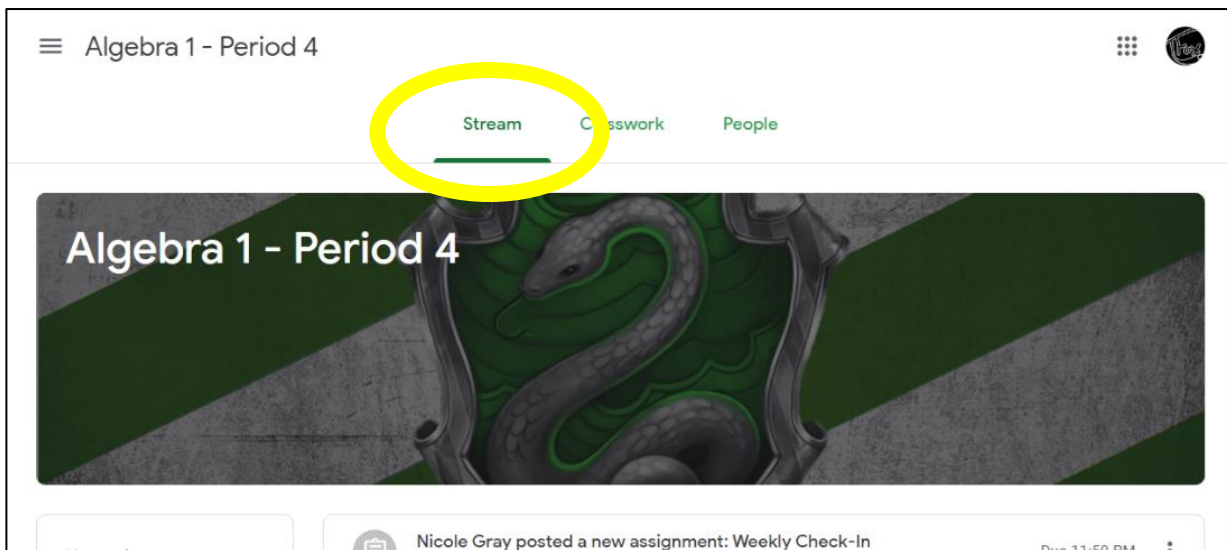 Algebra 1 - Period 4
Stream Classwork People
Algebra 1 - Period 4
Nicole Gray posted a new assignment: Weekly Check-In
Due 11:59 PM